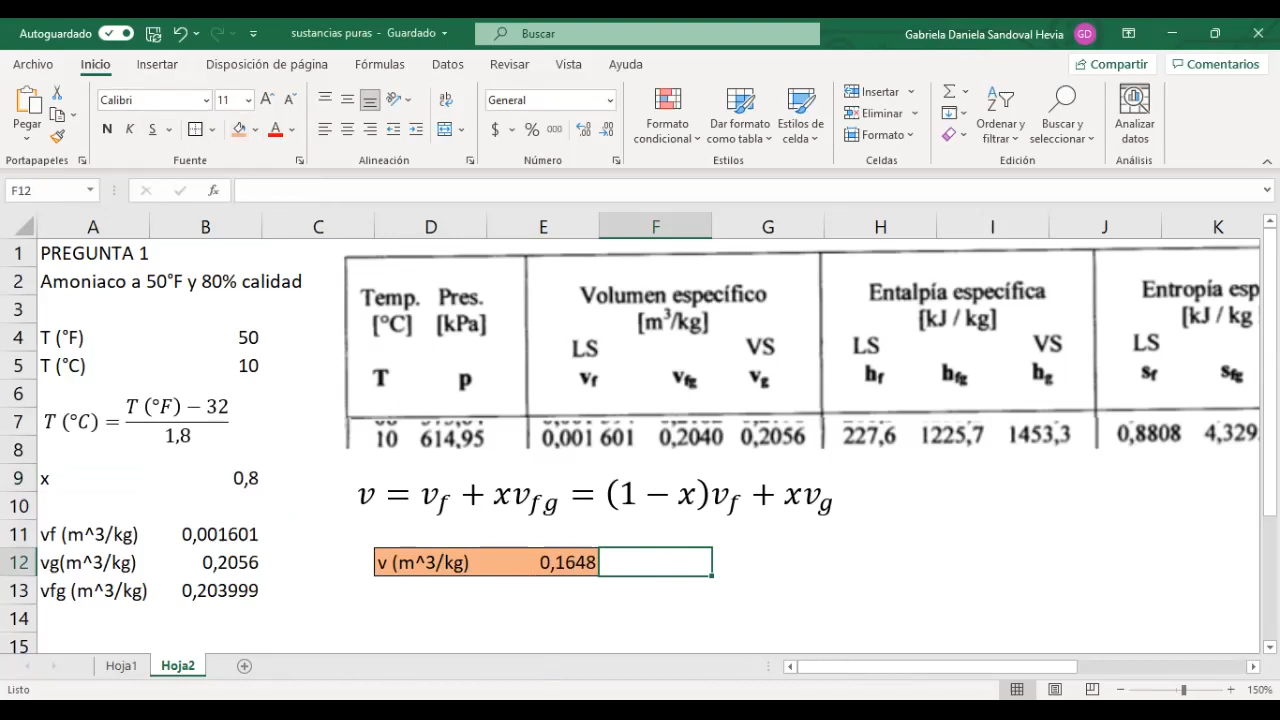 Autoguardado
sustancias puras - Guardado
Buscar
Gabriela Daniela Sandoval Hevia
GD
Archivo Inicio Insertar Disposición de página Fórmulas Datos Revisar Vista Ayuda
Compartir
Comentarios
Pegar
Calibri 11
General
N K S
$ % 000
Formato condicional
Dar formato como tabla
Estilos de celda
Insertar
Eliminar
Formato
Ordenar y filtrar
Buscar y seleccionar
Analizar datos
Portapapeles Fuente Alineación Número Estilos Celdas Edición Análisis
F12
fx
A B C D E F G H I J K
1 PREGUNTA 1
2 Amoniaco a 50°F y 80% calidad
3
4 T (°F) 50
5 T (°C) 10
6
7 T (°C) = T (°F) − 32 / 1,8
8
9 x 0,8
10
11 vf (m^3/kg) 0,001601
12 vg(m^3/kg) 0,2056
13 vfg (m^3/kg) 0,203999
14
15
Temp. Pres. Volumen específico Entalpía específica Entropía esp
[°C] [kPa] [m³/kg] [kJ / kg] [kJ / kg
LS VS LS VS LS
T p vf vfg vg hf hfg hg sf sfg
10 614,95 0,001 601 0,2040 0,2056 227,6 1225,7 1453,3 0,8808 4,329
v = vf + xvfg = (1 − x)vf + xvg
v (m^3/kg) 0,1648
Hoja1 Hoja2
Listo
150%